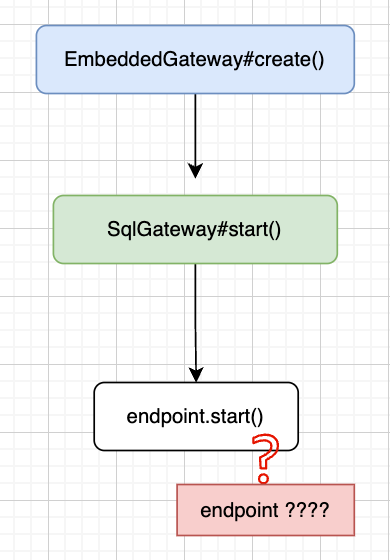 EmbeddedGateway#create()
SqlGateway#start()
endpoint.start()
?
endpoint ????